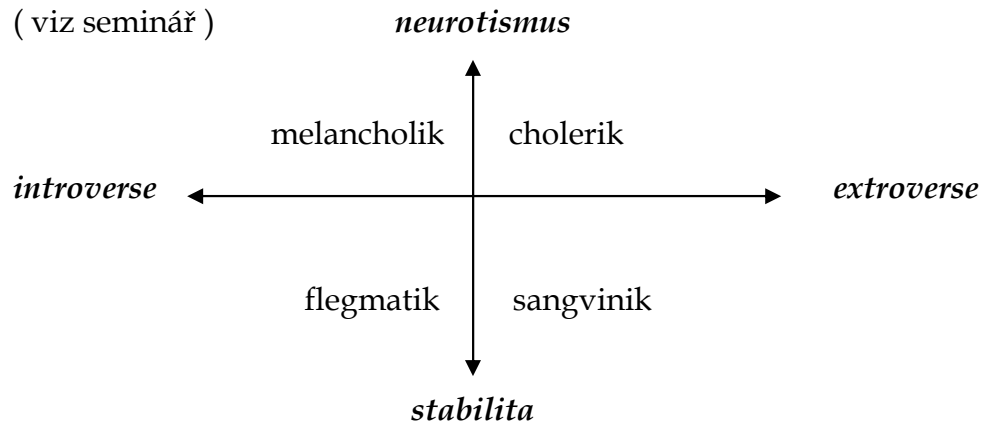 ( viz seminář ) neurotismus
melancholik cholerik
introverse extroverse
flegmatik sangvinik
stabilita